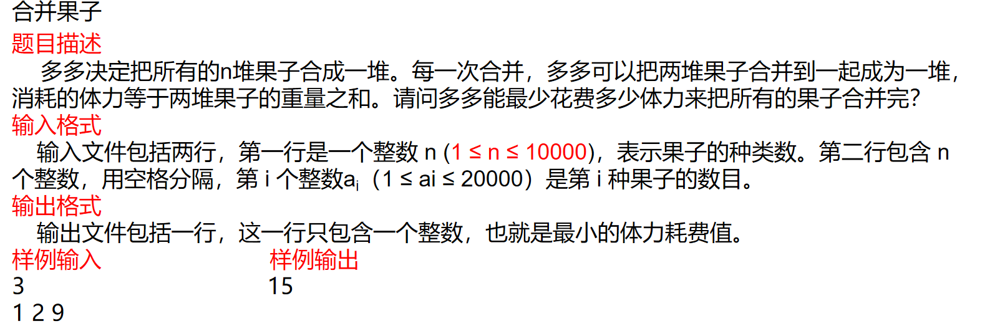 合并果子
题目描述
多多决定把所有的n堆果子合成一堆。每一次合并，多多可以把两堆果子合并到一起成为一堆，
消耗的体力等于两堆果子的重量之和。请问多多能最少花费多少体力来把所有的果子合并完？
输入格式
输入文件包括两行，第一行是一个整数 n (1 ≤ n ≤ 10000)，表示果子的种类数。第二行包含 n
个整数，用空格分隔，第 i 个整数ai（1 ≤ ai ≤ 20000）是第 i 种果子的数目。
输出格式
输出文件包括一行，这一行只包含一个整数，也就是最小的体力耗费值。
样例输入 样例输出
3 15
1 2 9